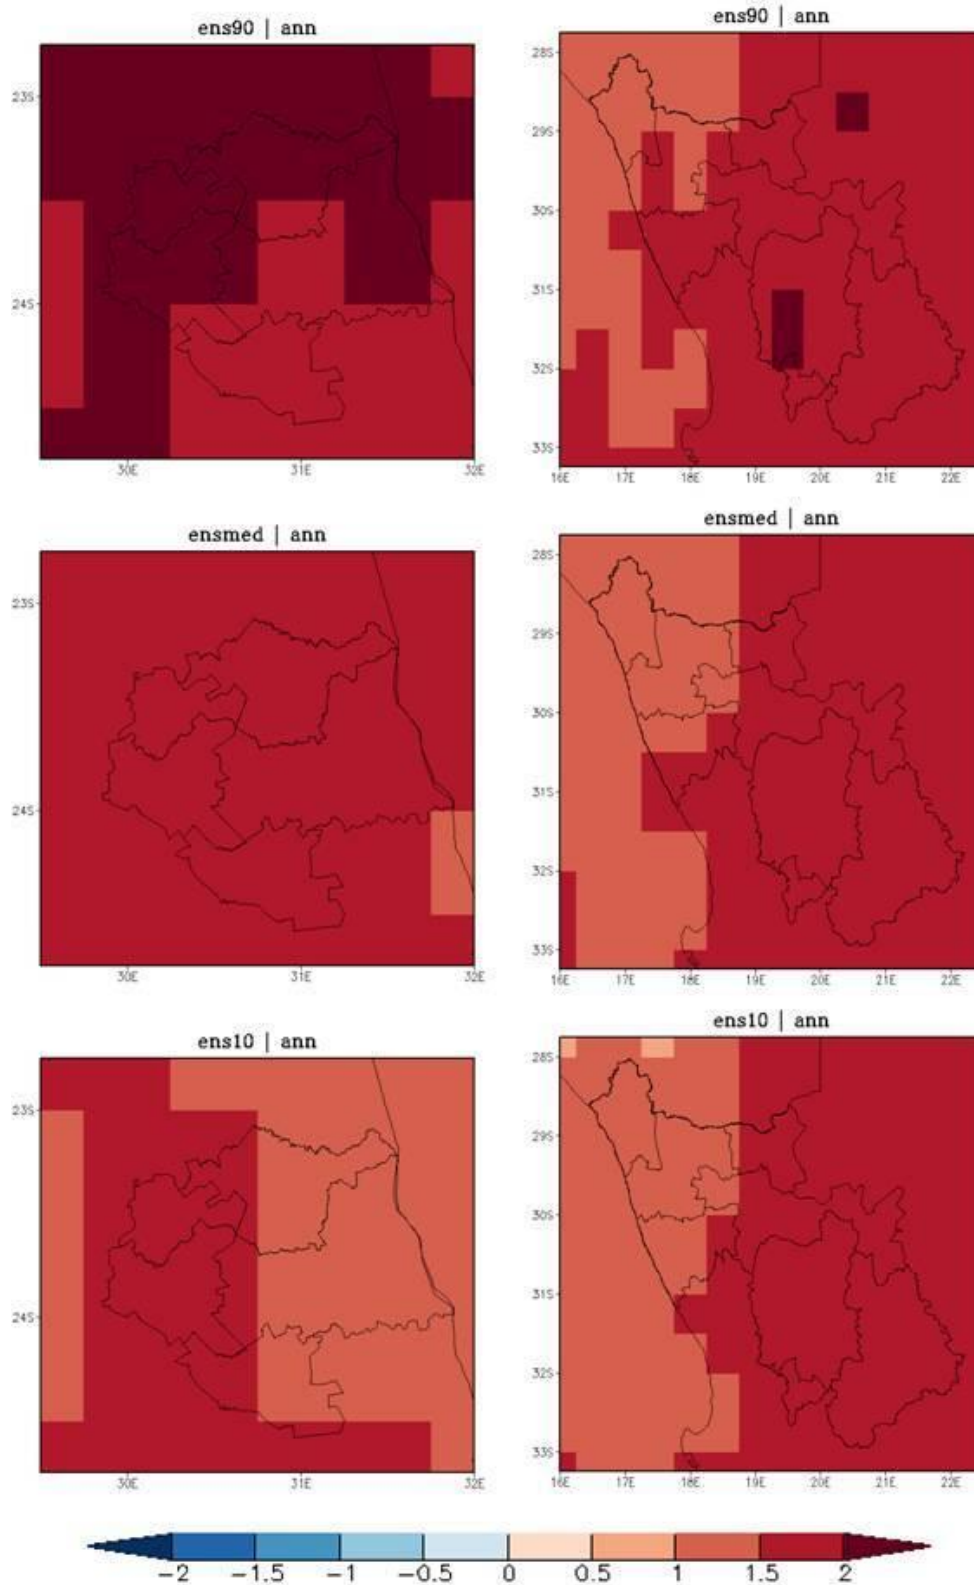 ens90 | ann
23S
24S
30E 31E 32E
ens90 | ann
28S
29S
30S
31S
32S
33S
16E 17E 18E 19E 20E 21E 22E
ensmed | ann
23S
24S
30E 31E 32E
ensmed | ann
28S
29S
30S
31S
32S
33S
16E 17E 18E 19E 20E 21E 22E
ens10 | ann
23S
24S
30E 31E 32E
ens10 | ann
28S
29S
30S
31S
32S
33S
16E 17E 18E 19E 20E 21E 22E
−2 −1.5 −1 −0.5 0 0.5 1 1.5 2